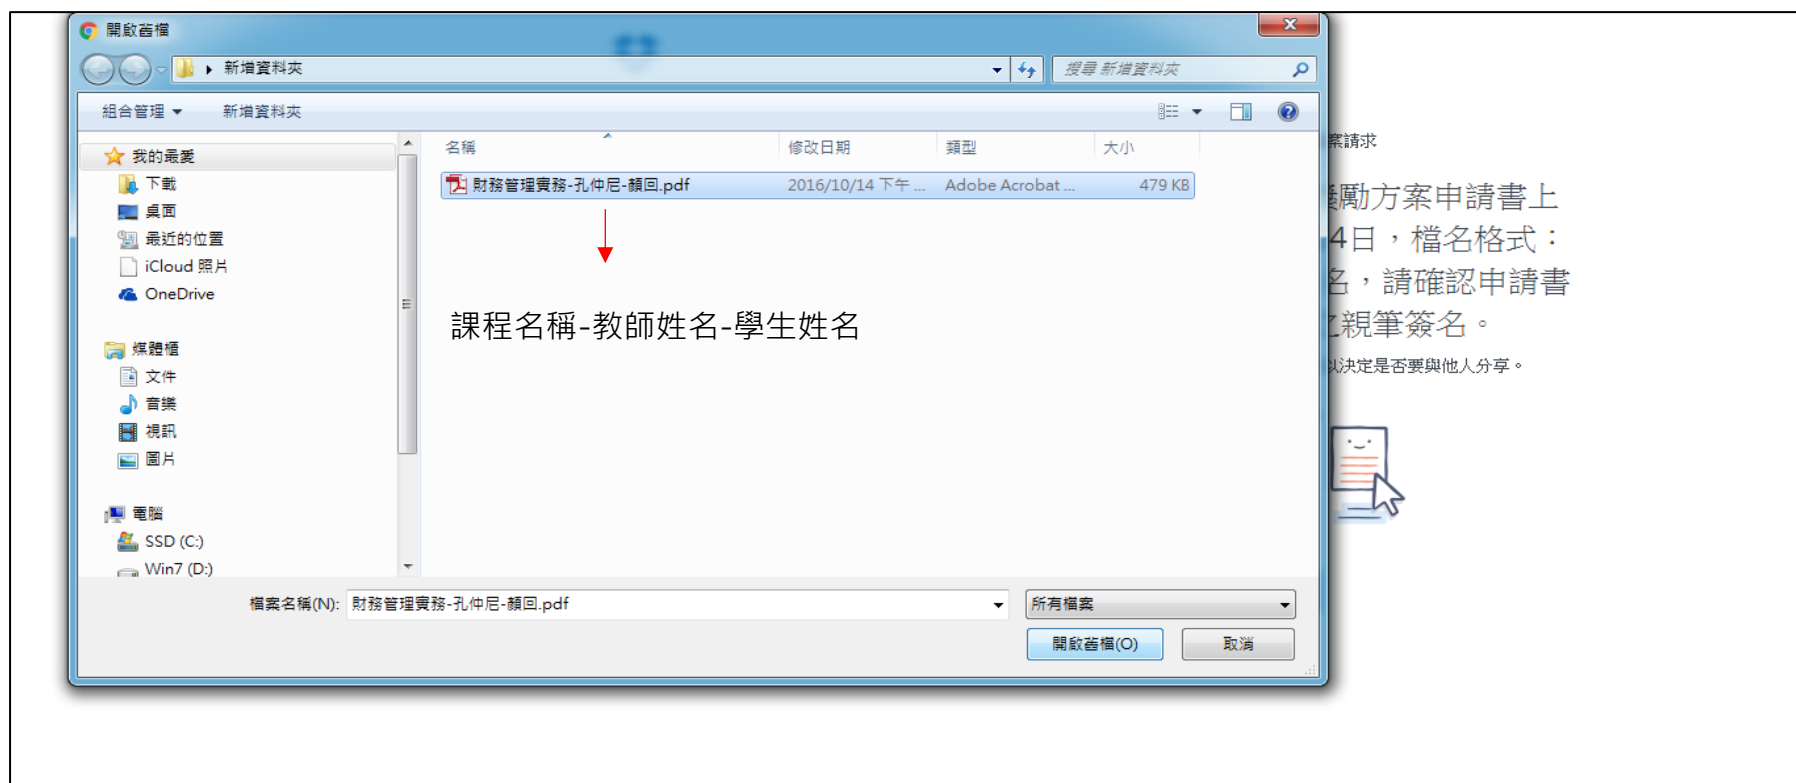 開啟舊檔
新增資料夾
搜尋 新增資料夾
組合管理
新增資料夾
名稱
修改日期
類型
大小
財務管理實務-孔仲尼-顏回.pdf
2016/10/14 下午 ...
Adobe Acrobat ...
479 KB
課程名稱-教師姓名-學生姓名
我的最愛
下載
桌面
最近的位置
iCloud 照片
OneDrive
媒體櫃
文件
音樂
視訊
圖片
電腦
SSD (C:)
Win7 (D:)
檔案名稱(N):
財務管理實務-孔仲尼-顏回.pdf
所有檔案
開啟舊檔(O)
取消
案請求
勵方案申請書上
4日，檔名格式：
名，請確認申請書
親筆簽名。
以決定是否要與他人分享。